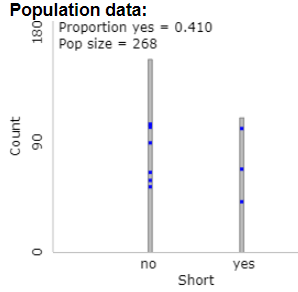 Population data:
Proportion yes = 0.410
Pop size = 268
180
90
0
Count
no yes
Short